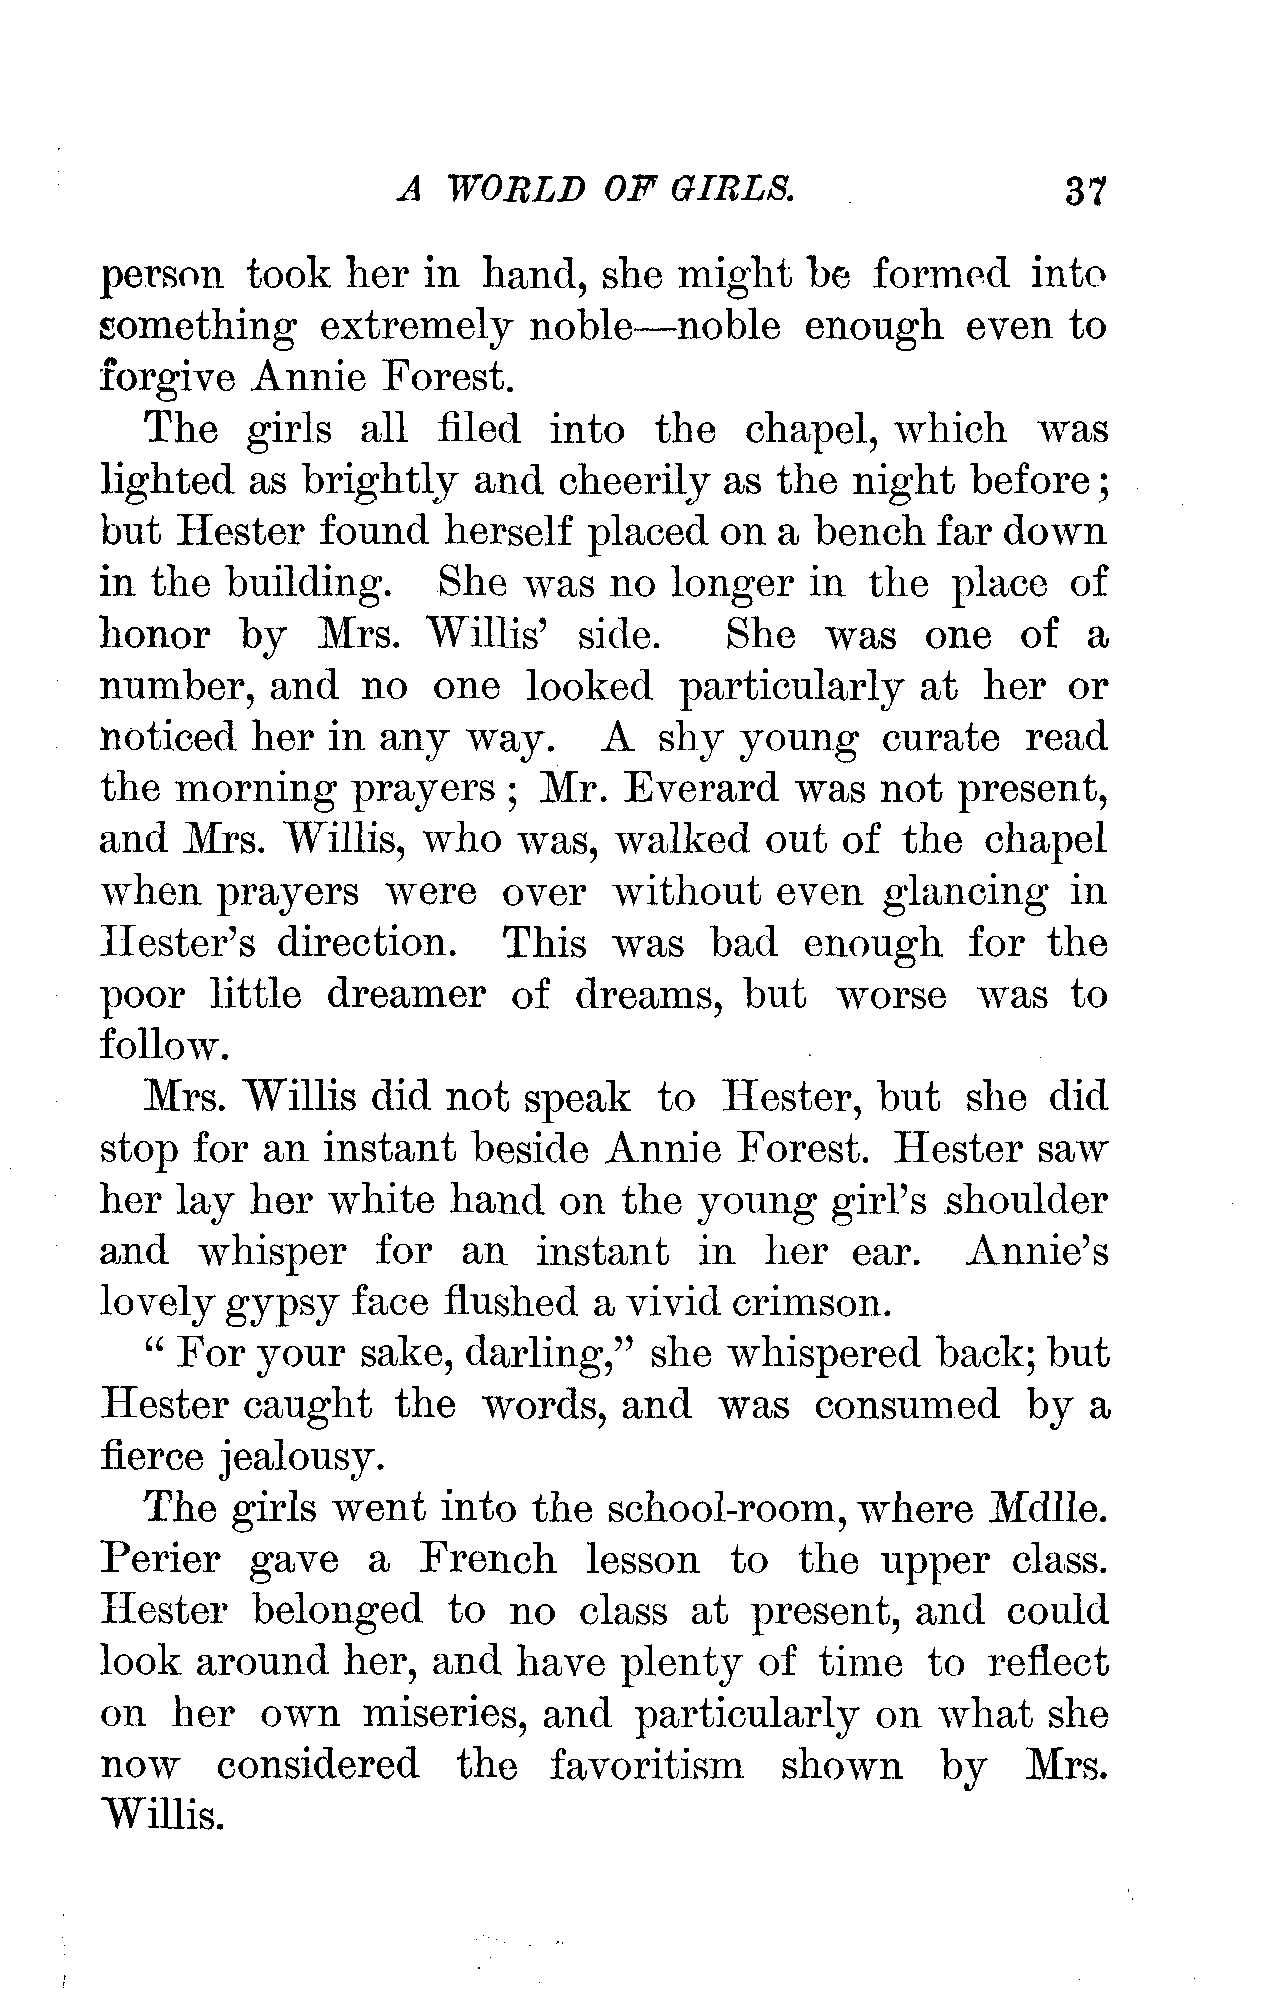 A WORLD OF GIRLS. 37
person took her in hand, she might be formed into
something extremely noble—noble enough even to
forgive Annie Forest.
The girls all filed into the chapel, which was
lighted as brightly and cheerily as the night before;
but Hester found herself placed on a bench far down
in the building. She was no longer in the place of
honor by Mrs. Willis' side. She was one of a
number, and no one looked particularly at her or
noticed her in any way. A shy young curate read
the morning prayers; Mr. Everard was not present,
and Mrs. Willis, who was, walked out of the chapel
when prayers were over without even glancing in
Hester's direction. This was bad enough for the
poor little dreamer of dreams, but worse was to
follow.
Mrs. Willis did not speak to Hester, but she did
stop for an instant beside Annie Forest. Hester saw
her lay her white hand on the young girl's shoulder
and whisper for an instant in her ear. Annie's
lovely gypsy face flushed a vivid crimson.
"For your sake, darling," she whispered back; but
Hester caught the words, and was consumed by a
fierce jealousy.
The girls went into the school-room, where Mdlle.
Perier gave a French lesson to the upper class.
Hester belonged to no class at present, and could
look around her, and have plenty of time to reflect
on her own miseries, and particularly on what she
now considered the favoritism shown by Mrs.
Willis.